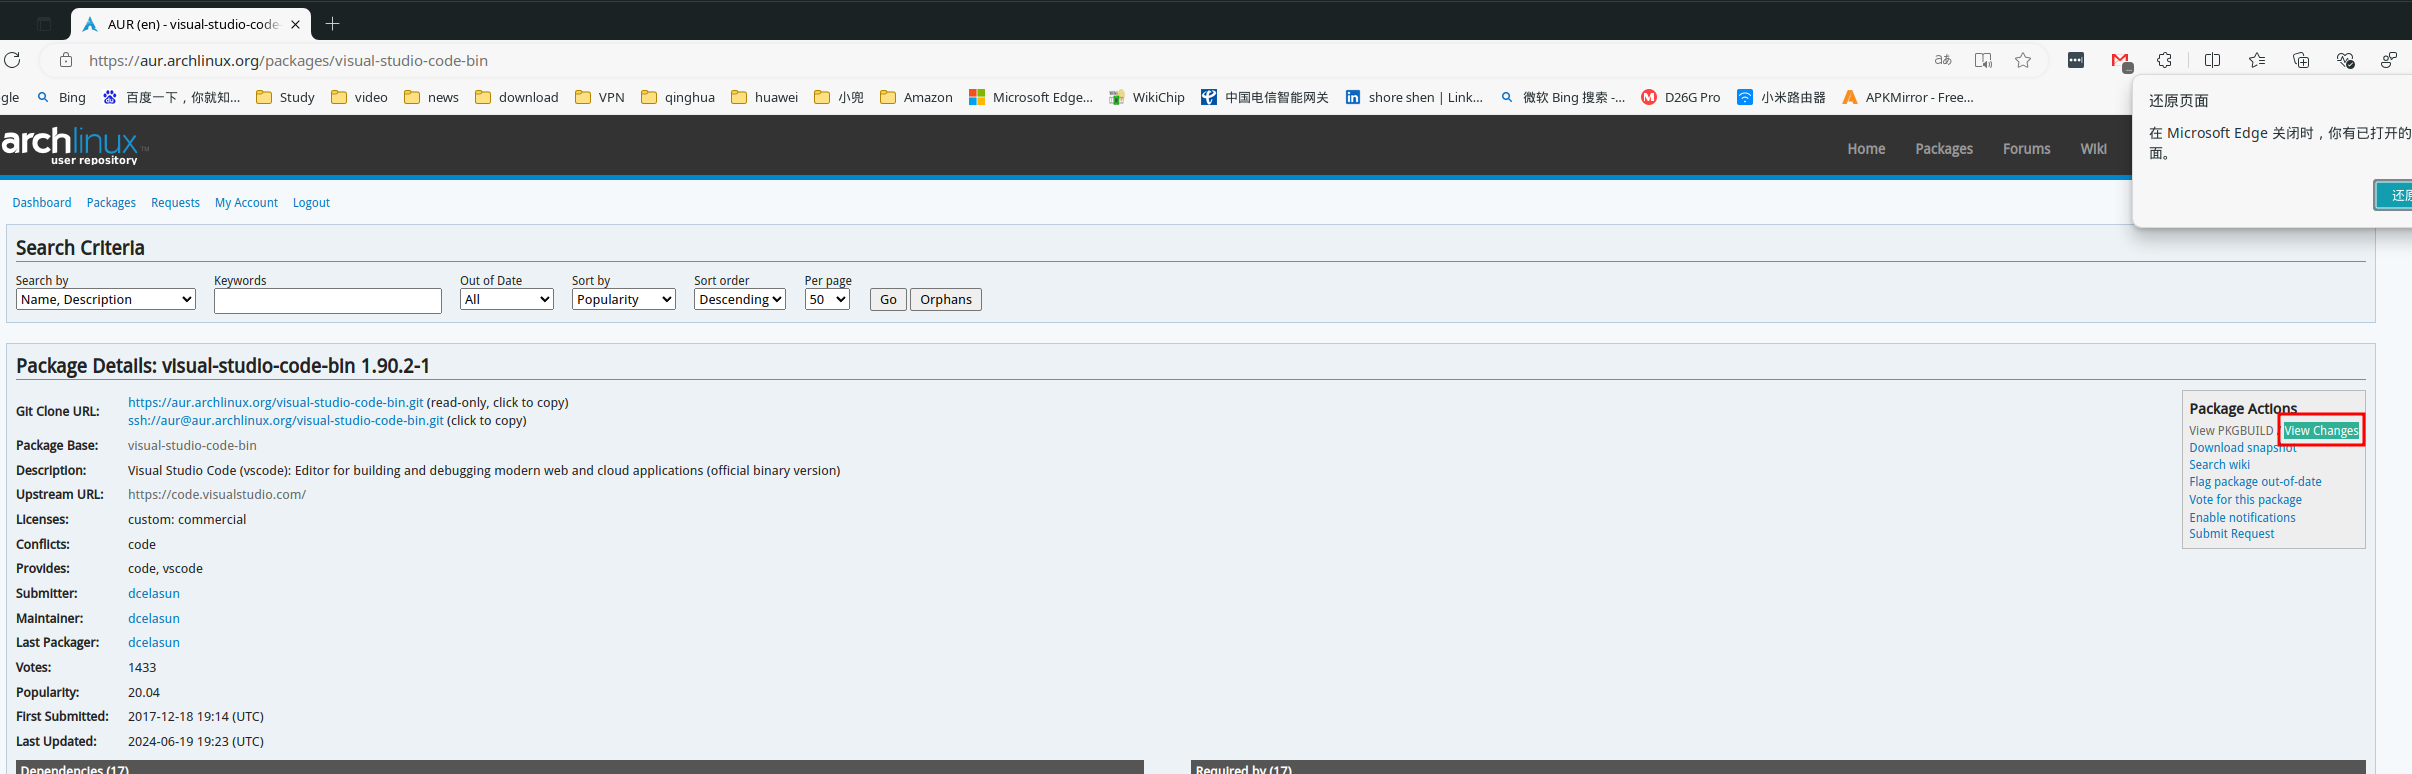 AUR (en) - visual-studio-code-
https://aur.archlinux.org/packages/visual-studio-code-bin
gle Bing 百度一下，你就知... Study video news download VPN qinghua huawei 小兜 Amazon Microsoft Edge... WikiChip 中国电信智能网关 shore shen | Link... 微软 Bing 搜索 -... D26G Pro 小米路由器 APKMirror - Free...
还原页面
在 Microsoft Edge 关闭时，你有已打开的
面。
还原
archlinux™
user repository
Home Packages Forums Wiki
Dashboard Packages Requests My Account Logout
Search Criteria
Search by Keywords Out of Date Sort by Sort order Per page
Name, Description All Popularity Descending 50 Go Orphans
Package Details: visual-studio-code-bin 1.90.2-1
Git Clone URL: https://aur.archlinux.org/visual-studio-code-bin.git (read-only, click to copy)
ssh://aur@aur.archlinux.org/visual-studio-code-bin.git (click to copy)
Package Base: visual-studio-code-bin
Description: Visual Studio Code (vscode): Editor for building and debugging modern web and cloud applications (official binary version)
Upstream URL: https://code.visualstudio.com/
Licenses: custom: commercial
Conflicts: code
Provides: code, vscode
Submitter: dcelasun
Maintainer: dcelasun
Last Packager: dcelasun
Votes: 1433
Popularity: 20.04
First Submitted: 2017-12-18 19:14 (UTC)
Last Updated: 2024-06-19 19:23 (UTC)
Package Actions
View PKGBUILD / View Changes
Download snapshot
Search wiki
Flag package out-of-date
Vote for this package
Enable notifications
Submit Request
Dependencies (17) Required by (17)